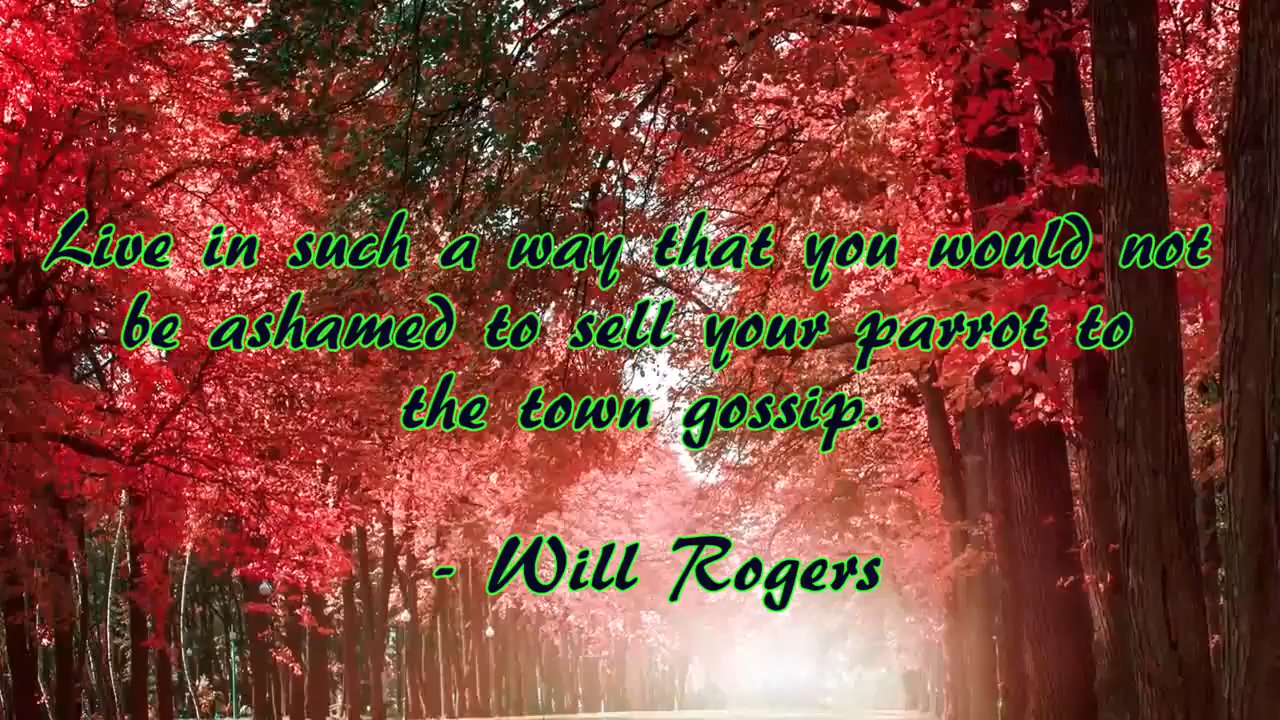 Live in such a way that you would not
be ashamed to sell your parrot to
the town gossip.
- Will Rogers